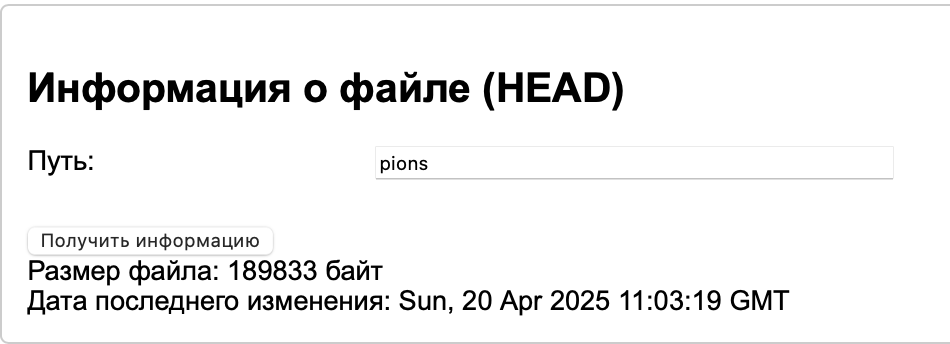 Информация о файле (HEAD)
Путь: pions
Получить информацию
Размер файла: 189833 байт
Дата последнего изменения: Sun, 20 Apr 2025 11:03:19 GMT